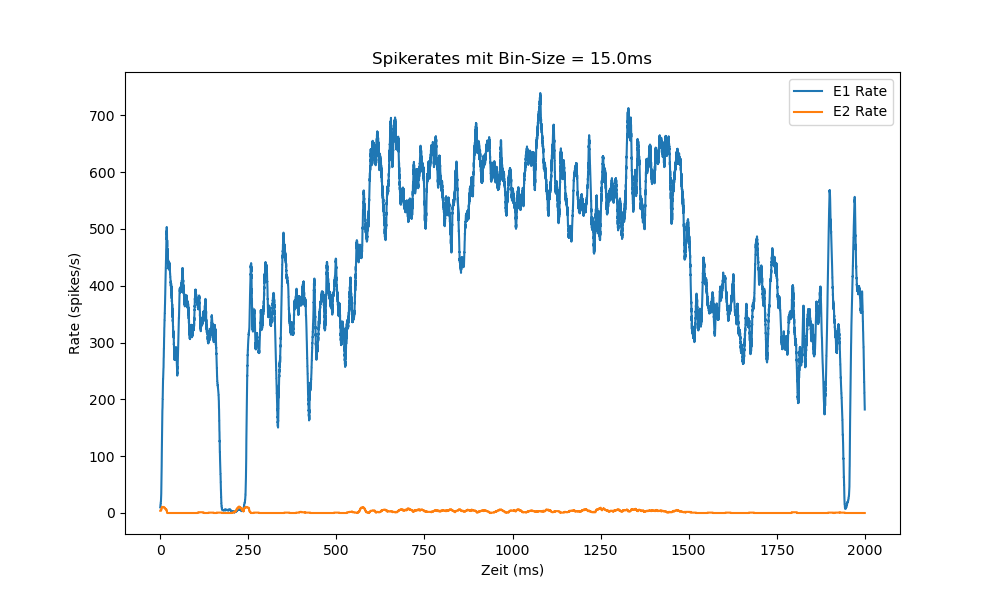 Spikerates mit Bin-Size = 15.0ms
E1 Rate
E2 Rate
Rate (spikes/s)
700
600
500
400
300
200
100
0
0 250 500 750 1000 1250 1500 1750 2000
Zeit (ms)